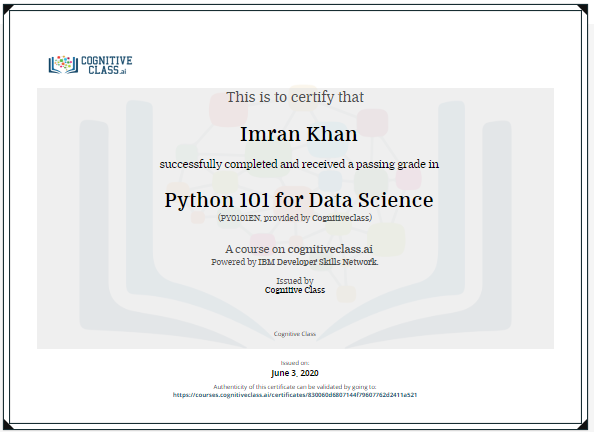 COGNITIVE
CLASS.ai
This is to certify that
Imran Khan
successfully completed and received a passing grade in
Python 101 for Data Science
(PY0101EN, provided by Cognitiveclass)
A course on cognitiveclass.ai
Powered by IBM Developer Skills Network.
Issued by
Cognitive Class
Cognitive Class
Issued on:
June 3, 2020
Authenticity of this certificate can be validated by going to:
https://courses.cognitiveclass.ai/certificates/830060d6807144f79607762d2411a521